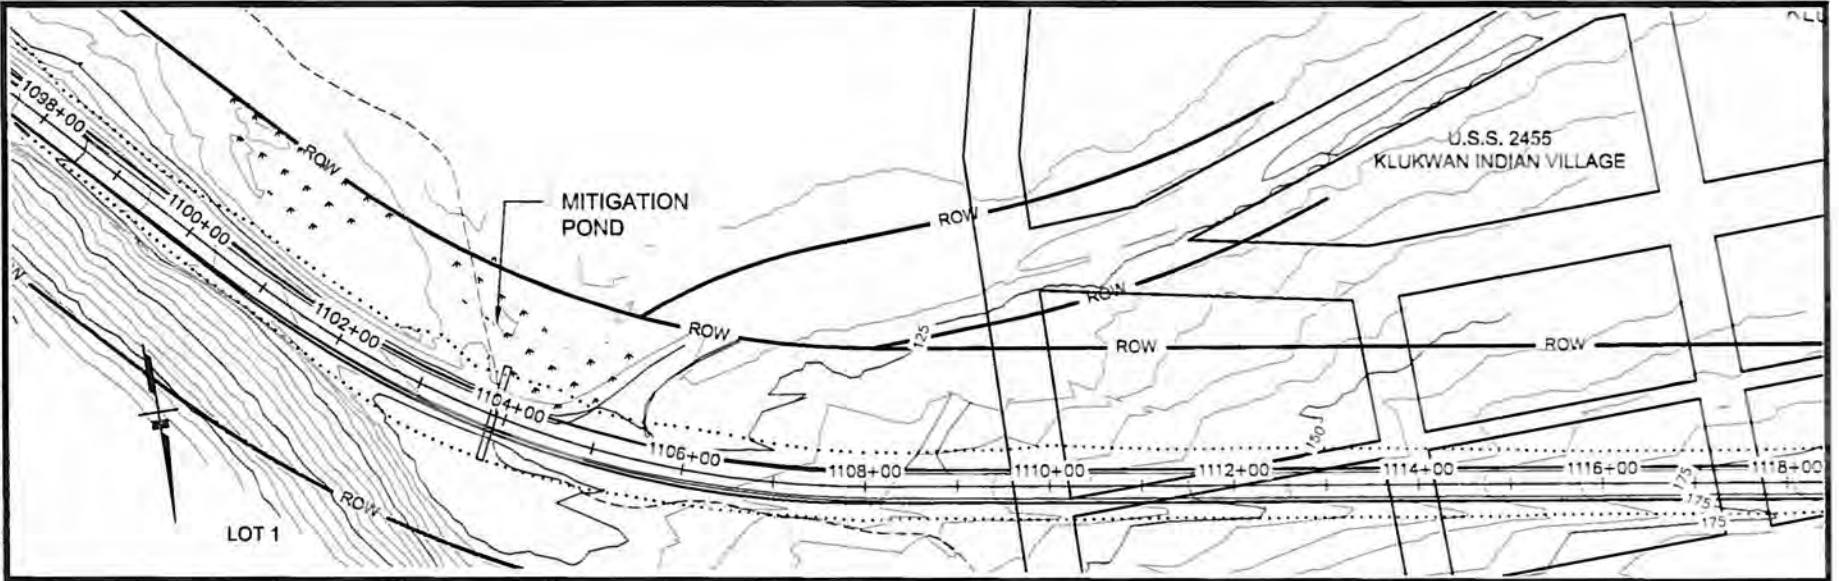 1098+00
ROW
U.S.S. 2455
KLUKWAN INDIAN VILLAGE
MITIGATION
POND
1100+00
ROW
ROW
1102+00
ROW
125
ROW
ROW
1104+00
150
1106+00
1108+00
1110+00
1112+00
1114+00
1116+00
1118+00
175
175
175
ROW
LOT 1